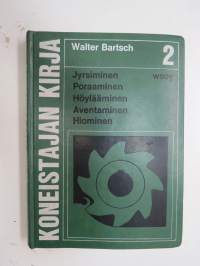 Walter Bartsch
2
Jyrsiminen
Poraaminen
Höylääminen
Aventaminen
Hiominen
WSOY
KONEISTAJAN KIRJA